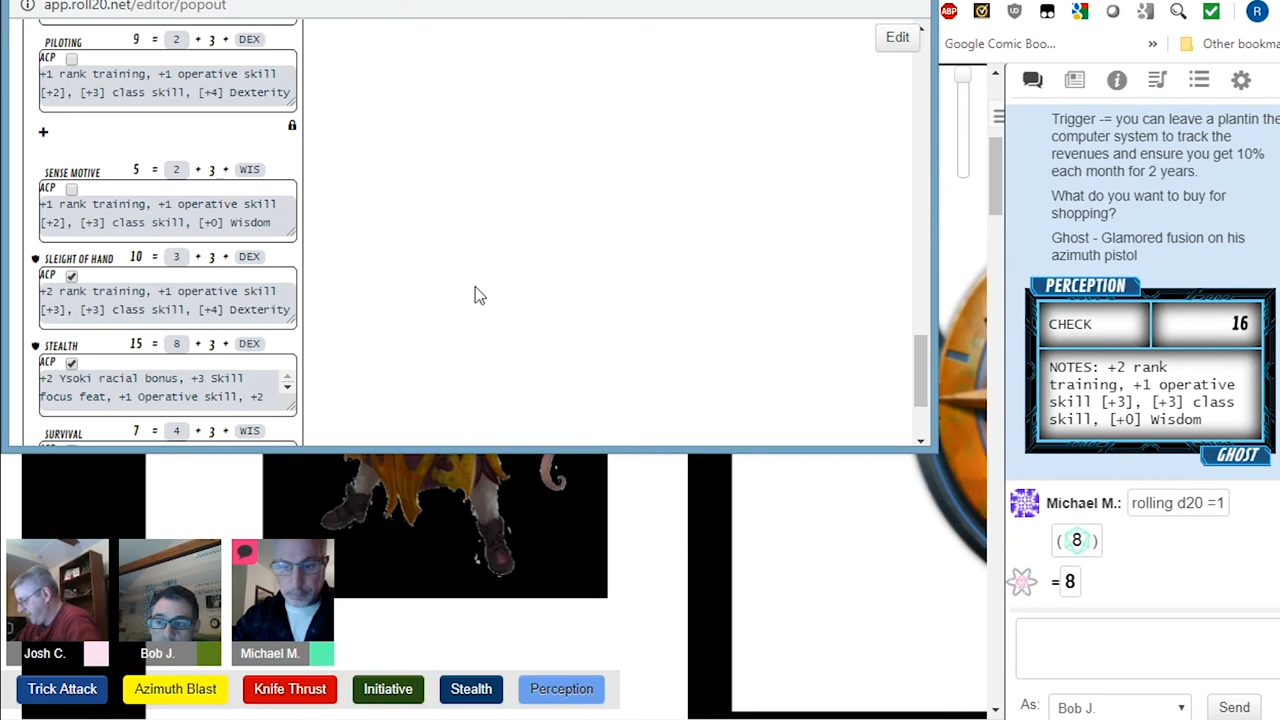 app.roll20.net/editor/popout
Edit
PILOTING 9 = 2 + 3 + DEX
ACP
+1 rank training, +1 operative skill
[+2], [+3] class skill, [+4] Dexterity
+
SENSE MOTIVE 5 = 2 + 3 + WIS
ACP
+1 rank training, +1 operative skill
[+2], [+3] class skill, [+0] Wisdom
SLEIGHT OF HAND 10 = 3 + 3 + DEX
ACP
+2 rank training, +1 operative skill
[+3], [+3] class skill, [+4] Dexterity
STEALTH 15 = 8 + 3 + DEX
ACP
+2 Ysoki racial bonus, +3 Skill
focus feat, +1 Operative skill, +2
SURVIVAL 7 = 4 + 3 + WIS
Josh C.
Bob J.
Michael M.
Trick Attack
Azimuth Blast
Knife Thrust
Initiative
Stealth
Perception
ABP
R
Google Comic Boo...
»
Other bookma
Trigger -= you can leave a plantin the
computer system to track the
revenues and ensure you get 10%
each month for 2 years.
What do you want to buy for
shopping?
Ghost - Glamored fusion on his
azimuth pistol
PERCEPTION
CHECK 16
NOTES: +2 rank
training, +1 operative
skill [+3], [+3] class
skill, [+0] Wisdom
GHOST
Michael M.: rolling d20 =1
(8)
=8
As: Bob J.
Send